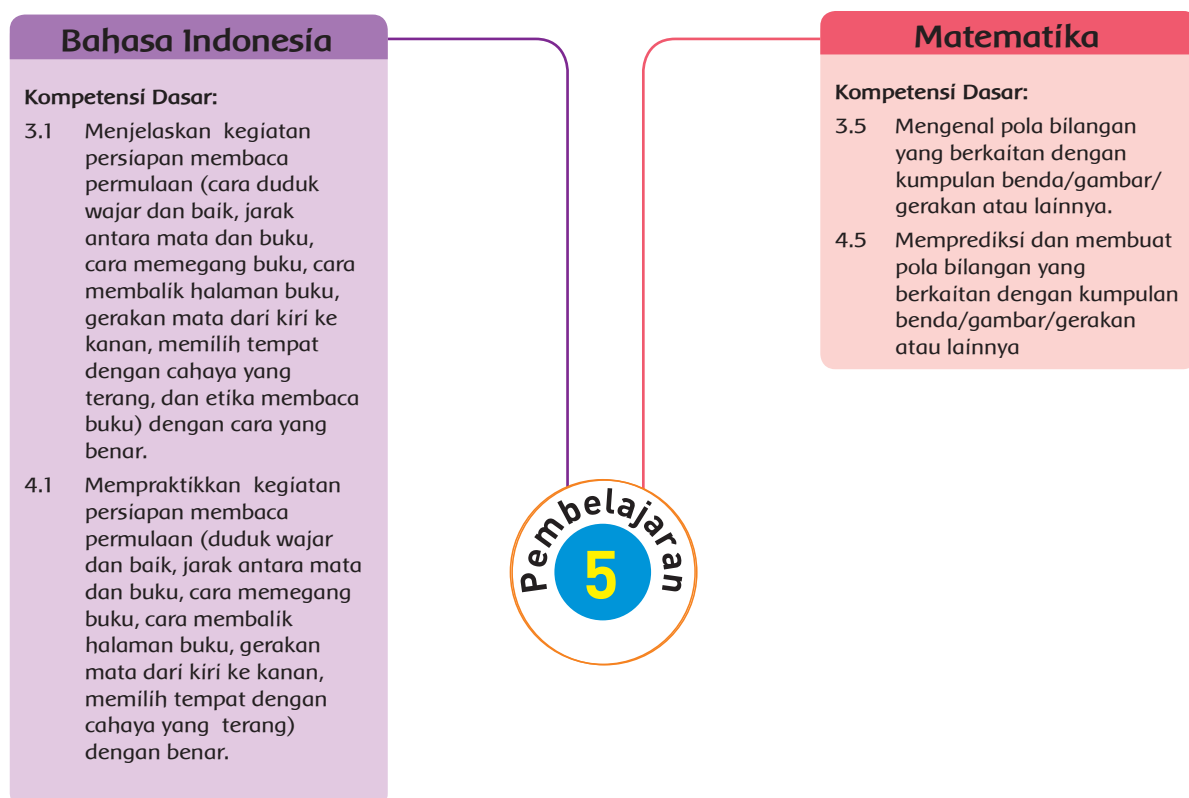 Bahasa Indonesia
Kompetensi Dasar:
3.1 Menjelaskan kegiatan
persiapan membaca
permulaan (cara duduk
wajar dan baik, jarak
antara mata dan buku,
cara memegang buku, cara
membalik halaman buku,
gerakan mata dari kiri ke
kanan, memilih tempat
dengan cahaya yang
terang, dan etika membaca
buku) dengan cara yang
benar.
4.1 Mempraktikkan kegiatan
persiapan membaca
permulaan (duduk wajar
dan baik, jarak antara mata
dan buku, cara memegang
buku, cara membalik
halaman buku, gerakan
mata dari kiri ke kanan,
memilih tempat dengan
cahaya yang terang)
dengan benar.
Matematika
Kompetensi Dasar:
3.5 Mengenal pola bilangan
yang berkaitan dengan
kumpulan benda/gambar/
gerakan atau lainnya.
4.5 Memprediksi dan membuat
pola bilangan yang
berkaitan dengan kumpulan
benda/gambar/gerakan
atau lainnya
Pembelajaran
5